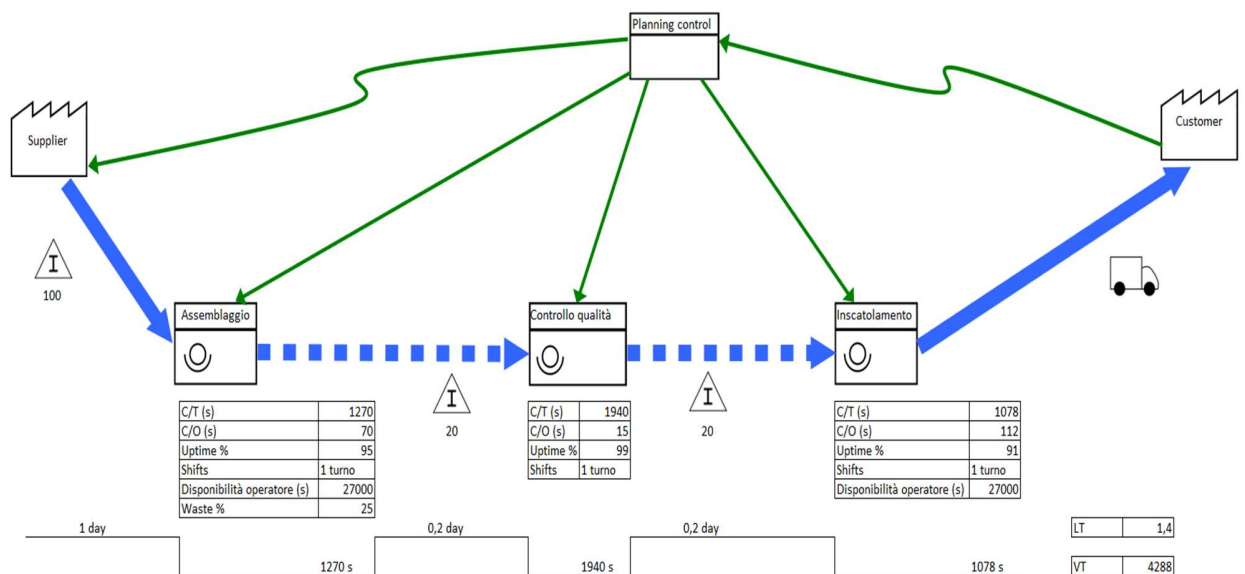 Planning control
Supplier
Customer
I
100
Assemblaggio
Controllo qualità
Inscatolamento
I
20
I
20
C/T (s) 1270
C/O (s) 70
Uptime % 95
Shifts 1 turno
Disponibilità operatore (s) 27000
Waste % 25
C/T (s) 1940
C/O (s) 15
Uptime % 99
Shifts 1 turno
C/T (s) 1078
C/O (s) 112
Uptime % 91
Shifts 1 turno
Disponibilità operatore (s) 27000
1 day
0,2 day
0,2 day
LT 1,4
1270 s
1940 s
1078 s
VT 4288